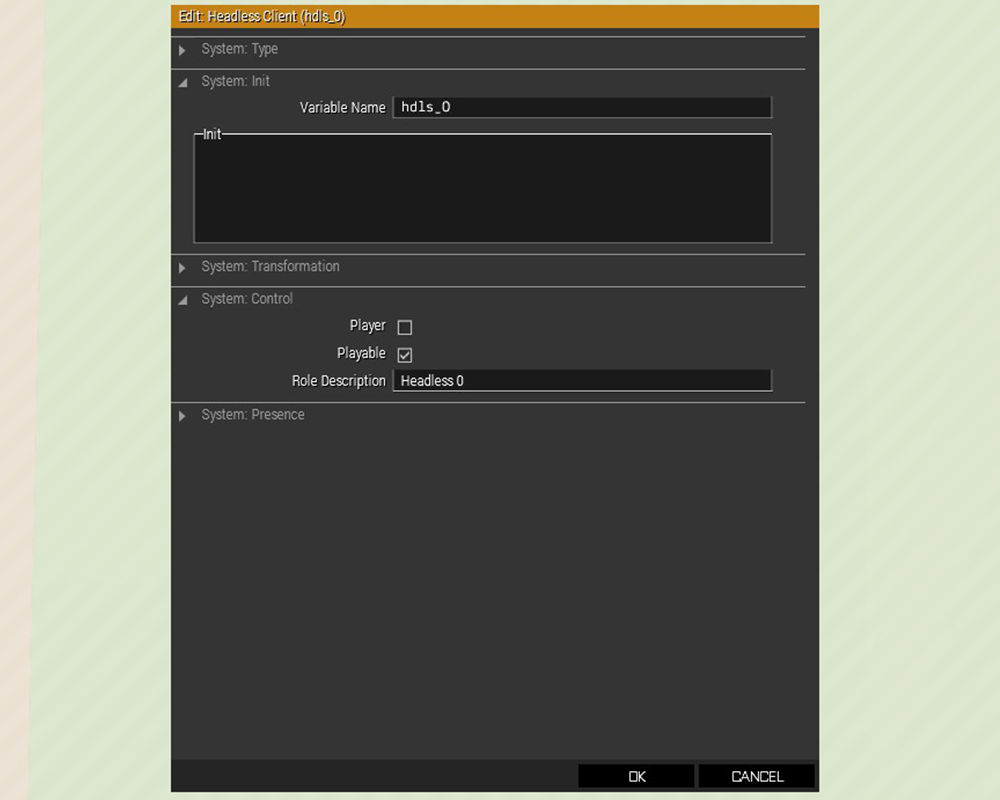 Edit: Headless Client (hdls_0)
System: Type
System: Init
Variable Name hdls_0
Init
System: Transformation
System: Control
Player
Playable
Role Description Headless 0
System: Presence
OK CANCEL